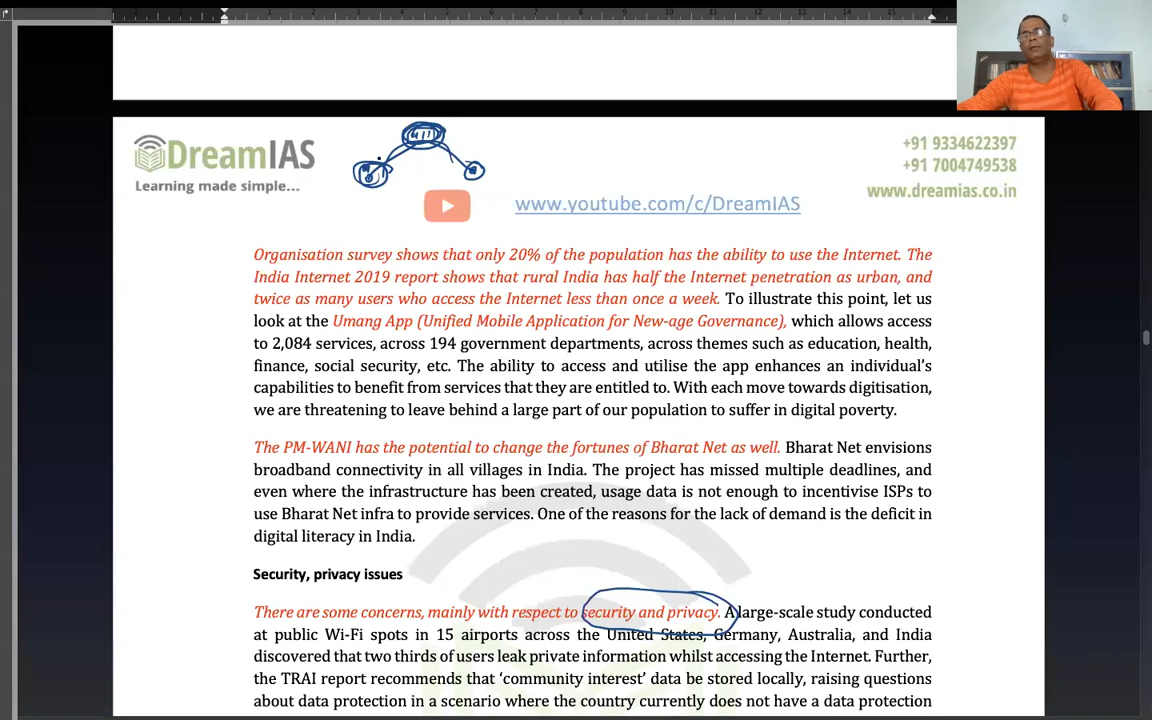 DreamIAS
Learning made simple...
+91 9334622397
+91 7004749538
www.dreamias.co.in
www.youtube.com/c/DreamIAS
Organisation survey shows that only 20% of the population has the ability to use the Internet. The
India Internet 2019 report shows that rural India has half the Internet penetration as urban, and
twice as many users who access the Internet less than once a week. To illustrate this point, let us
look at the Umang App (Unified Mobile Application for New-age Governance), which allows access
to 2,084 services, across 194 government departments, across themes such as education, health,
finance, social security, etc. The ability to access and utilise the app enhances an individual’s
capabilities to benefit from services that they are entitled to. With each move towards digitisation,
we are threatening to leave behind a large part of our population to suffer in digital poverty.
The PM-WANI has the potential to change the fortunes of Bharat Net as well. Bharat Net envisions
broadband connectivity in all villages in India. The project has missed multiple deadlines, and
even where the infrastructure has been created, usage data is not enough to incentivise ISPs to
use Bharat Net infra to provide services. One of the reasons for the lack of demand is the deficit in
digital literacy in India.
Security, privacy issues
There are some concerns, mainly with respect to security and privacy. A large-scale study conducted
at public Wi-Fi spots in 15 airports across the United States, Germany, Australia, and India
discovered that two thirds of users leak private information whilst accessing the Internet. Further,
the TRAI report recommends that ‘community interest’ data be stored locally, raising questions
about data protection in a scenario where the country currently does not have a data protection